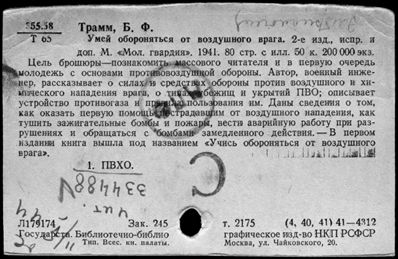 355.58
Т 65
Трамм, Б. Ф.
Умей обороняться от воздушного врага. 2-е изд., испр. и
доп. М. «Мол. гвардия». 1941. 80 стр. с илл. 50 к. 200 000 экз.
Цель брошюры—познакомить массового читателя и в первую очередь
молодежь с основами противовоздушной обороны. Автор, военный инже-
нер, рассказывает о силах и средствах обороны против воздушного и хи-
мического нападения врага, о типах убежищ и укрытий ПВО; описывает
устройство противогаза и правила пользования им. Даны сведения о том,
как оказать первую помощь пострадавшим от воздушного нападения, как
тушить зажигательные бомбы и пожары, вести аварийную работу при раз-
рушениях и обращаться с бомбами замедленного действия.—В первом
издании книга вышла под названием «Учись обороняться от воздушного
врага».
1. ПВХО.
334488
4 шт.
Л179174 Зак. 245 т. 2175 (4, 40, 41) 41—4312
Государств. Библиотечно-библиографическое изд-во НКП РСФСР
Тип. Всес. кн. палаты. Москва, ул. Чайковского, 20.